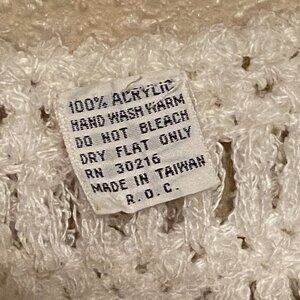 100% ACRYLIC
HAND WASH WARM
DO NOT BLEACH
DRY FLAT ONLY
RN 30216
MADE IN TAIWAN
R.O.C.